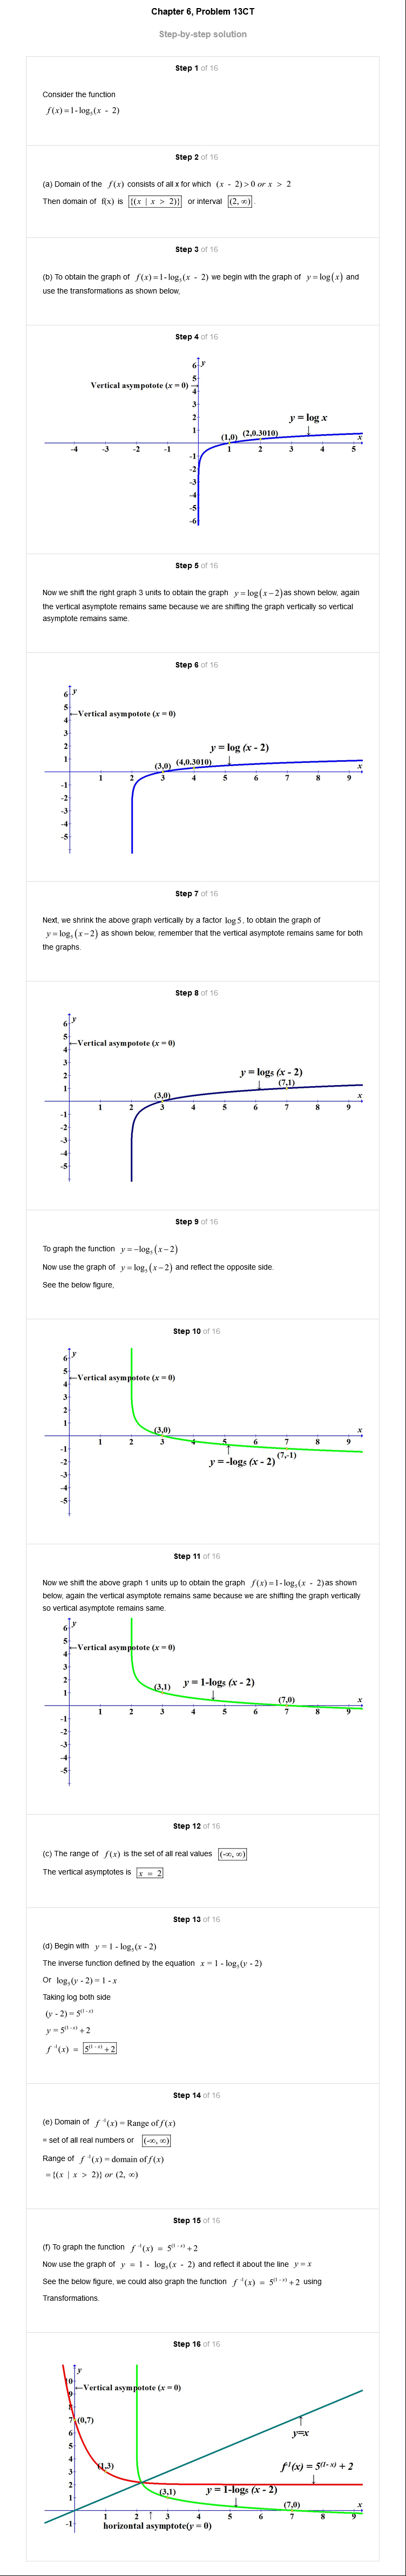 Chapter 6, Problem 13CT
Step-by-step solution
Step 1 of 16
Consider the function
f(x)=1-log₅(x - 2)
Step 2 of 16
(a) Domain of the f(x) consists of all x for which (x - 2)>0 or x > 2
Then domain of f(x) is {(x | x > 2)} or interval (2, ∞).
Step 3 of 16
(b) To obtain the graph of f(x)=1-log₅(x - 2) we begin with the graph of y=log(x) and
use the transformations as shown below,
Step 4 of 16
6 y
5
Vertical asympotote (x = 0)
4
3
2
y = log x
1
(1,0) (2,0.3010)
x
-4 -3 -2 -1 1 2 3 4 5
-1
-2
-3
-4
-5
-6
Step 5 of 16
Now we shift the right graph 3 units to obtain the graph y=log(x−2)as shown below, again
the vertical asymptote remains same because we are shifting the graph vertically so vertical
asymptote remains same.
Step 6 of 16
6 y
5
Vertical asympotote (x = 0)
4
3
2
y = log (x - 2)
1
(3,0) (4,0.3010)
x
1 2 3 4 5 6 7 8 9
-1
-2
-3
-4
-5
Step 7 of 16
Next, we shrink the above graph vertically by a factor log5, to obtain the graph of
y=log₅(x−2) as shown below, remember that the vertical asymptote remains same for both
the graphs.
Step 8 of 16
6 y
5
Vertical asympotote (x = 0)
4
3
2
y = log₅ (x - 2)
1
(7,1)
(3,0)
x
1 2 3 4 5 6 7 8 9
-1
-2
-3
-4
-5
Step 9 of 16
To graph the function y=−log₅(x−2)
Now use the graph of y=log₅(x−2) and reflect the opposite side.
See the below figure,
Step 10 of 16
6 y
5
Vertical asympotote (x = 0)
4
3
2
1
(3,0)
x
1 2 3 4 5 6 7 8 9
-1
(7,-1)
-2
y = -log₅ (x - 2)
-3
-4
-5
Step 11 of 16
Now we shift the above graph 1 units up to obtain the graph f(x)=1-log₅(x - 2)as shown
below, again the vertical asymptote remains same because we are shifting the graph vertically
so vertical asymptote remains same.
6 y
5
Vertical asympotote (x = 0)
4
3
2
y = 1-log₅ (x - 2)
1
(3,1)
(7,0)
x
1 2 3 4 5 6 7 8 9
-1
-2
-3
-4
-5
Step 12 of 16
(c) The range of f(x) is the set of all real values (-∞, ∞)
The vertical asymptotes is x = 2
Step 13 of 16
(d) Begin with y = 1 - log₅(x - 2)
The inverse function defined by the equation x = 1 - log₅(y - 2)
Or log₅(y - 2) = 1 - x
Taking log both side
(y - 2) = 5⁽¹⁻ˣ⁾
y = 5⁽¹⁻ˣ⁾ + 2
f⁻¹(x) = 5⁽¹⁻ˣ⁾ + 2
Step 14 of 16
(e) Domain of f⁻¹(x) = Range of f(x)
= set of all real numbers or (-∞, ∞)
Range of f⁻¹(x) = domain of f(x)
= {(x | x > 2)} or (2, ∞)
Step 15 of 16
(f) To graph the function f⁻¹(x) = 5⁽¹⁻ˣ⁾ + 2
Now use the graph of y = 1 - log₅(x - 2) and reflect it about the line y = x
See the below figure, we could also graph the function f⁻¹(x) = 5⁽¹⁻ˣ⁾ + 2 using
Transformations.
Step 16 of 16
y
10
Vertical asympotote (x = 0)
9
8
7 (0,7)
6
y=x
5
4
3
(1,3)
f⁻¹(x) = 5⁽¹⁻ˣ⁾ + 2
2
(3,1)
y = 1-log₅ (x - 2)
1
(7,0)
x
1 2 3 4 5 6 7 8 9
-1
horizontal asymptote(y = 0)